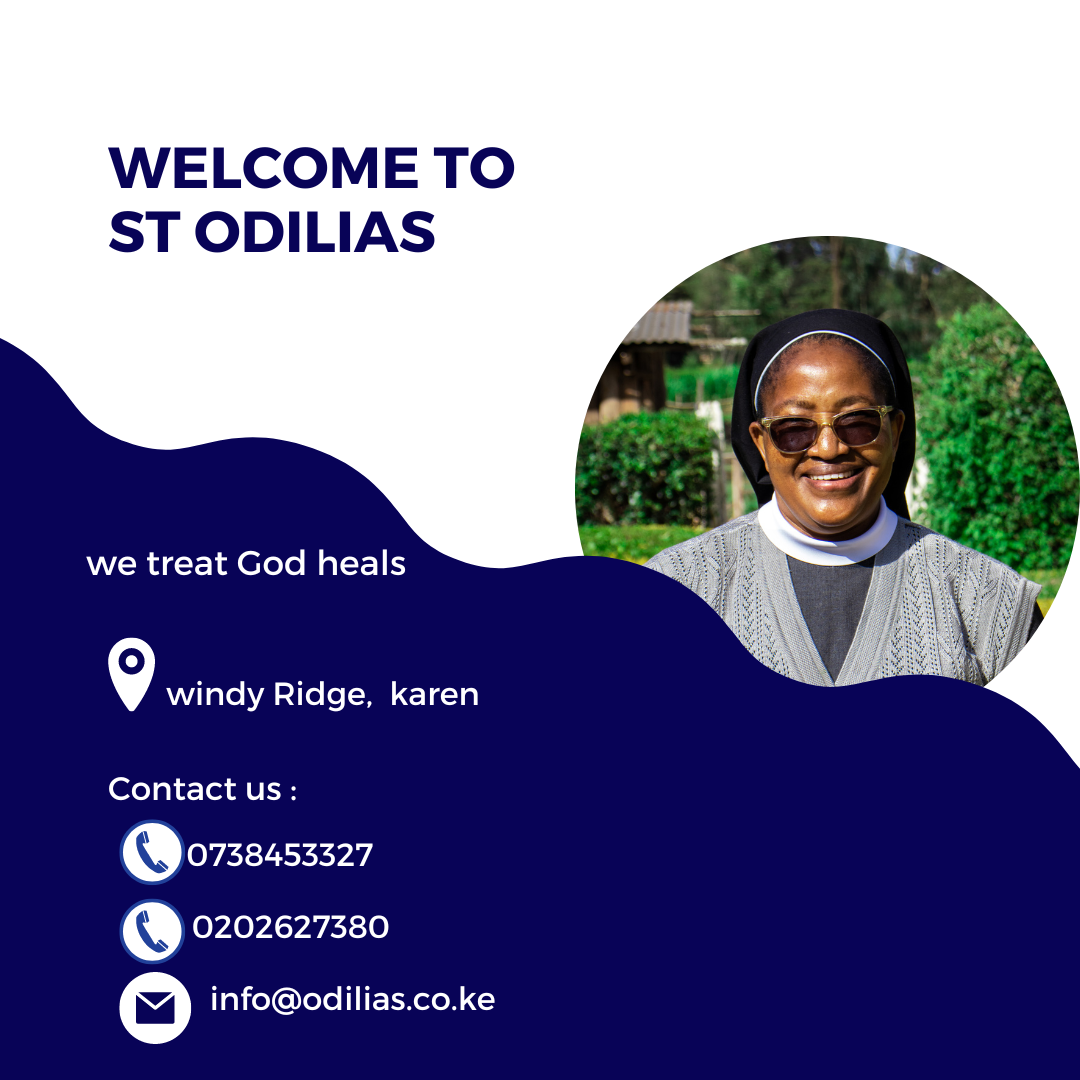 WELCOME TO
ST ODILIAS
we treat God heals
windy Ridge, karen
Contact us :
0738453327
0202627380
info@odilias.co.ke